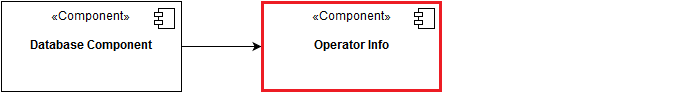 «Component»
Database Component
«Component»
Operator Info